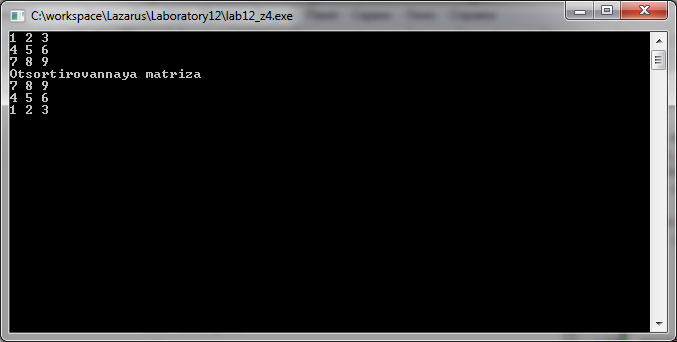 C:\workspace\Lazarus\Laboratory12\lab12_z4.exe
1 2 3
4 5 6
7 8 9
Otsortirovannaya matriza
7 8 9
4 5 6
1 2 3